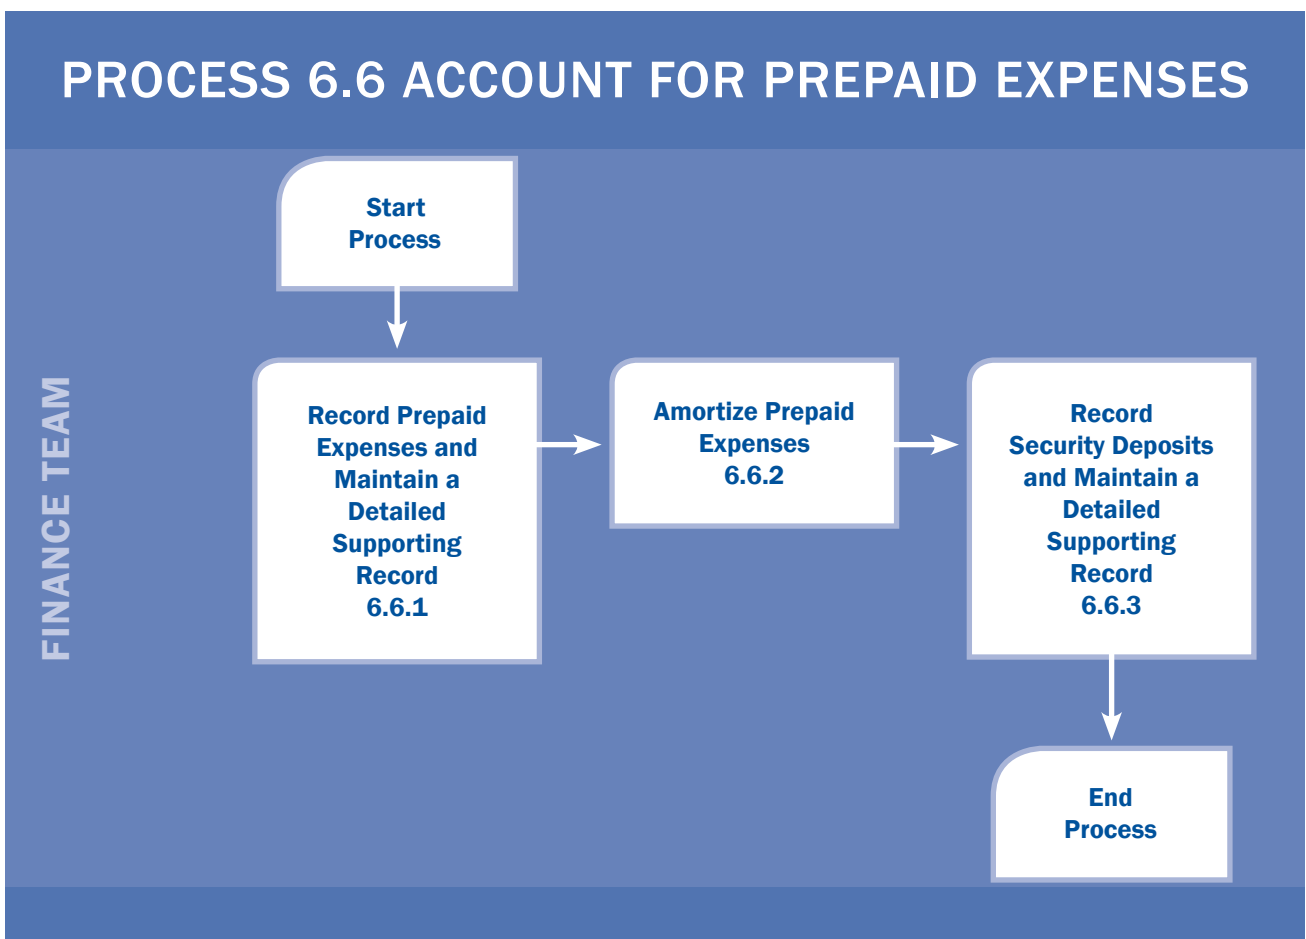 PROCESS 6.6 ACCOUNT FOR PREPAID EXPENSES
FINANCE TEAM
Start
Process
Record Prepaid
Expenses and
Maintain a
Detailed
Supporting
Record
6.6.1
Amortize Prepaid
Expenses
6.6.2
Record
Security Deposits
and Maintain a
Detailed
Supporting
Record
6.6.3
End
Process